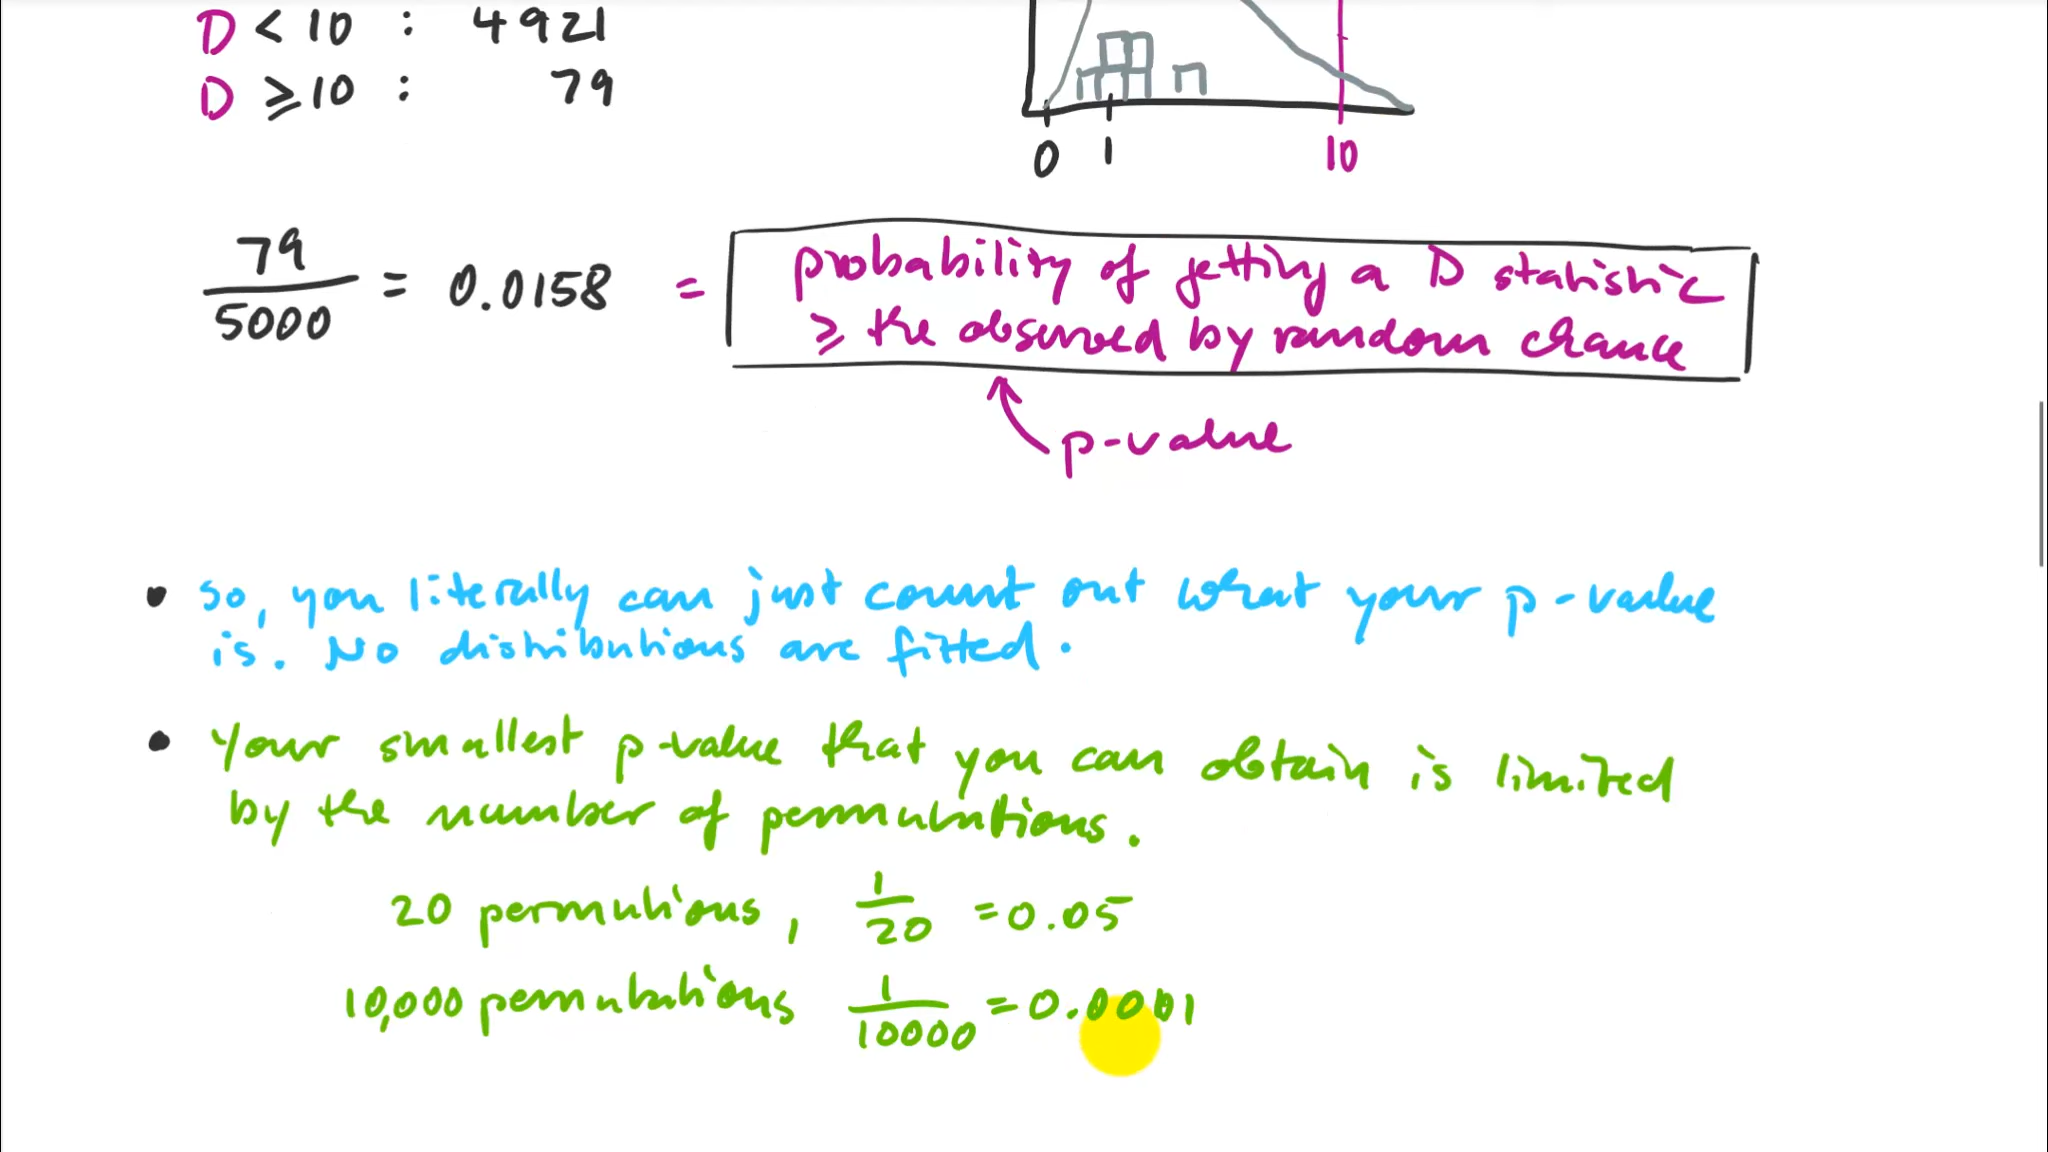 D < 10 : 4921
D ≥ 10 : 79
0 1 10
79/5000 = 0.0158 =
probability of getting a D statistic
≥ the observed by random chance
p-value
• So, you literally can just count out what your p-value
is. No distributions are fitted.
• Your smallest p-value that you can obtain is limited
by the number of permutations.
20 permutions, 1/20 = 0.05
10,000 permutations 1/10000 = 0.0001